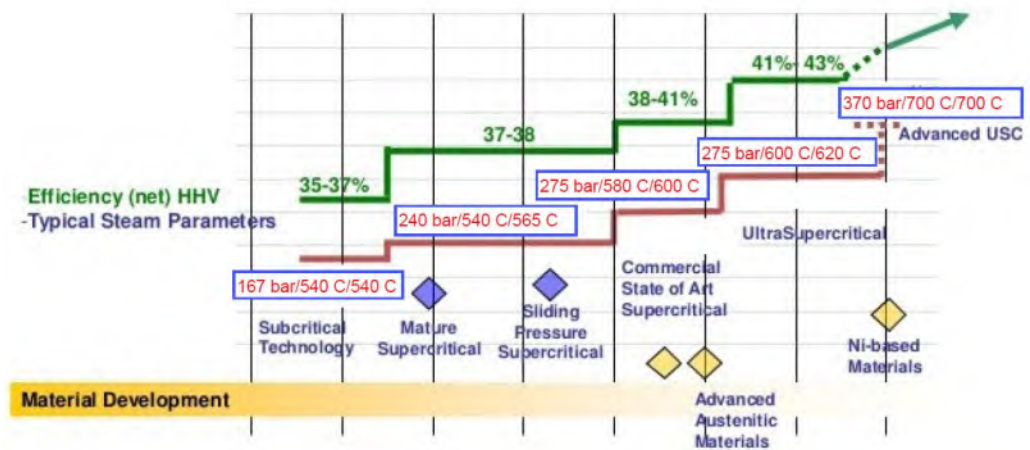 41%- 43%
38-41%
370 bar/700 C/700 C
Advanced USC
37-38
275 bar/600 C/620 C
35-37%
275 bar/580 C/600 C
Efficiency (net) HHV
-Typical Steam Parameters
240 bar/540 C/565 C
UltraSupercritical
167 bar/540 C/540 C
Commercial
State of Art
Supercritical
Subcritical
Technology
Mature
Supercritical
Sliding
Pressure
Supercritical
Ni-based
Materials
Material Development
Advanced
Austenitic
Materials